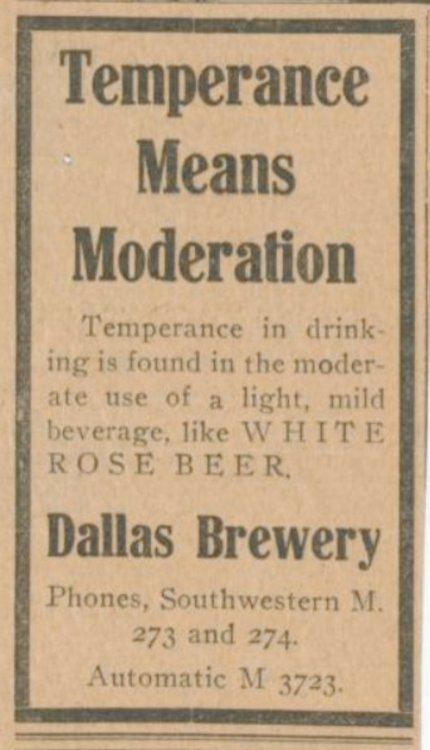 Temperance
Means
Moderation
Temperance in drink-
ing is found in the moder-
ate use of a light, mild
beverage, like WHITE
ROSE BEER.
Dallas Brewery
Phones, Southwestern M.
273 and 274.
Automatic M 3723.